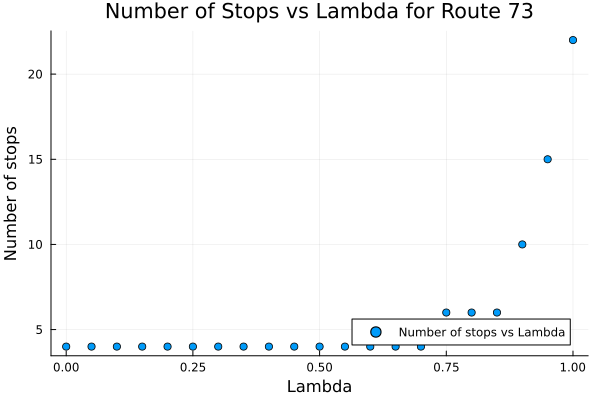 Number of Stops vs Lambda for Route 73
Number of stops
20
15
10
5
Number of stops vs Lambda
0.00 0.25 0.50 0.75 1.00
Lambda